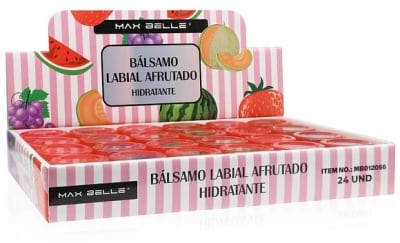 MAX BELLE®
BÁLSAMO
LABIAL AFRUTADO
HIDRATANTE
MAX BELLE®
BÁLSAMO LABIAL AFRUTADO
HIDRATANTE
ITEM NO.: MB012056
24 UND